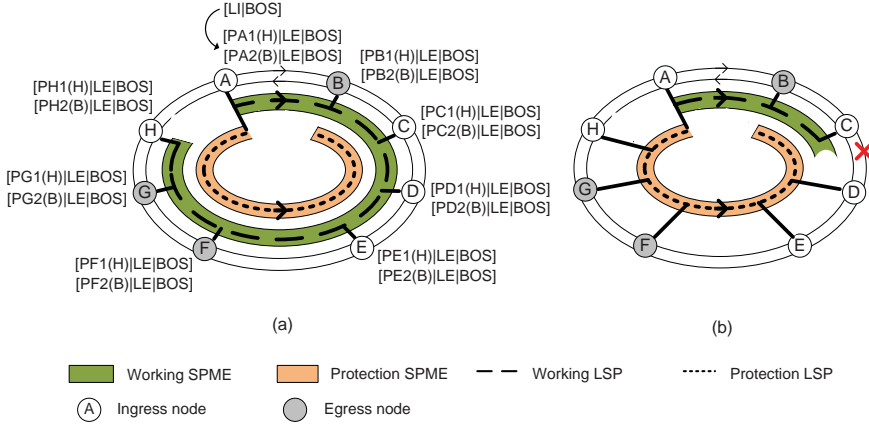 [LI|BOS]
[PA1(H)|LE|BOS]
[PA2(B)|LE|BOS]
[PB1(H)|LE|BOS]
[PB2(B)|LE|BOS]
[PH1(H)|LE|BOS]
[PH2(B)|LE|BOS]
A
B
[PC1(H)|LE|BOS]
[PC2(B)|LE|BOS]
H
C
[PG1(H)|LE|BOS]
[PG2(B)|LE|BOS]
G
D
[PD1(H)|LE|BOS]
[PD2(B)|LE|BOS]
F
E
[PF1(H)|LE|BOS]
[PF2(B)|LE|BOS]
[PE1(H)|LE|BOS]
[PE2(B)|LE|BOS]
(a)
A
B
H
C
G
D
F
E
(b)
Working SPME
Protection SPME
Working LSP
Protection LSP
A
Ingress node
Egress node